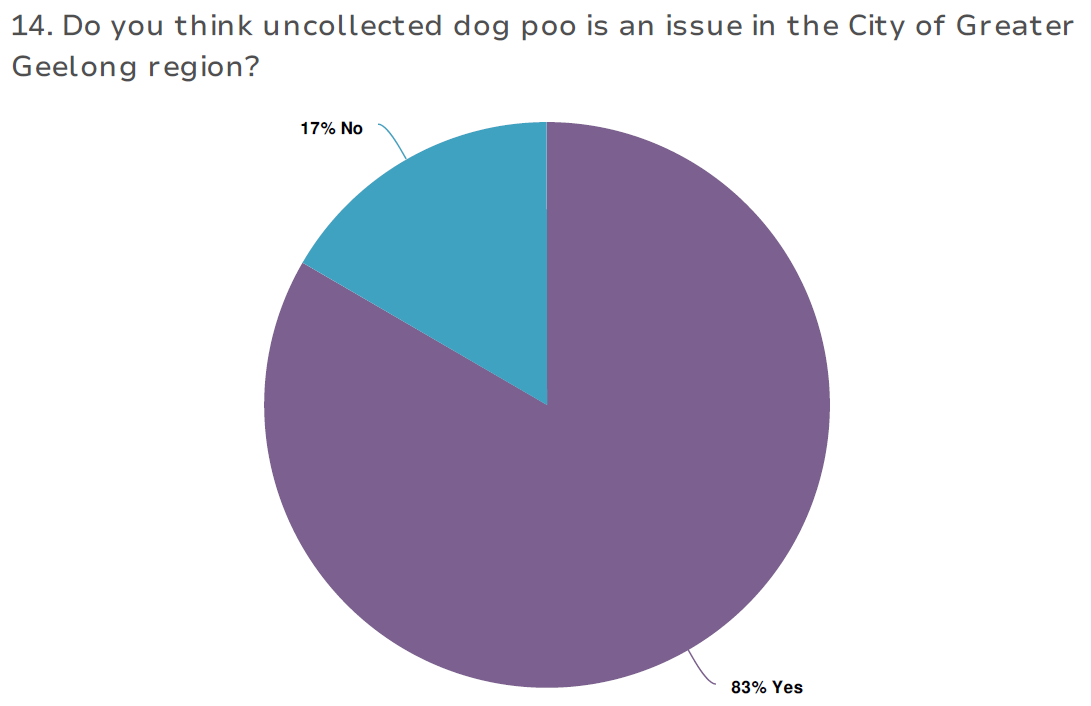 14. Do you think uncollected dog poo is an issue in the City of Greater
Geelong region?
17% No
83% Yes